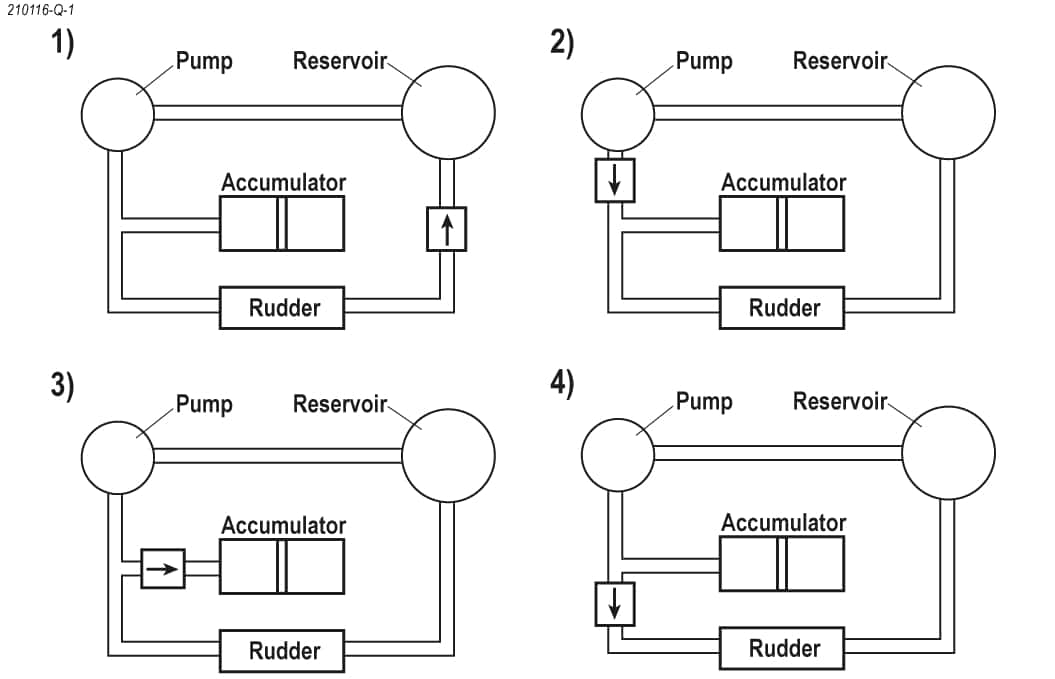 210116-Q-1
1)
Pump
Reservoir
Accumulator
Rudder
2)
Pump
Reservoir
Accumulator
Rudder
3)
Pump
Reservoir
Accumulator
Rudder
4)
Pump
Reservoir
Accumulator
Rudder